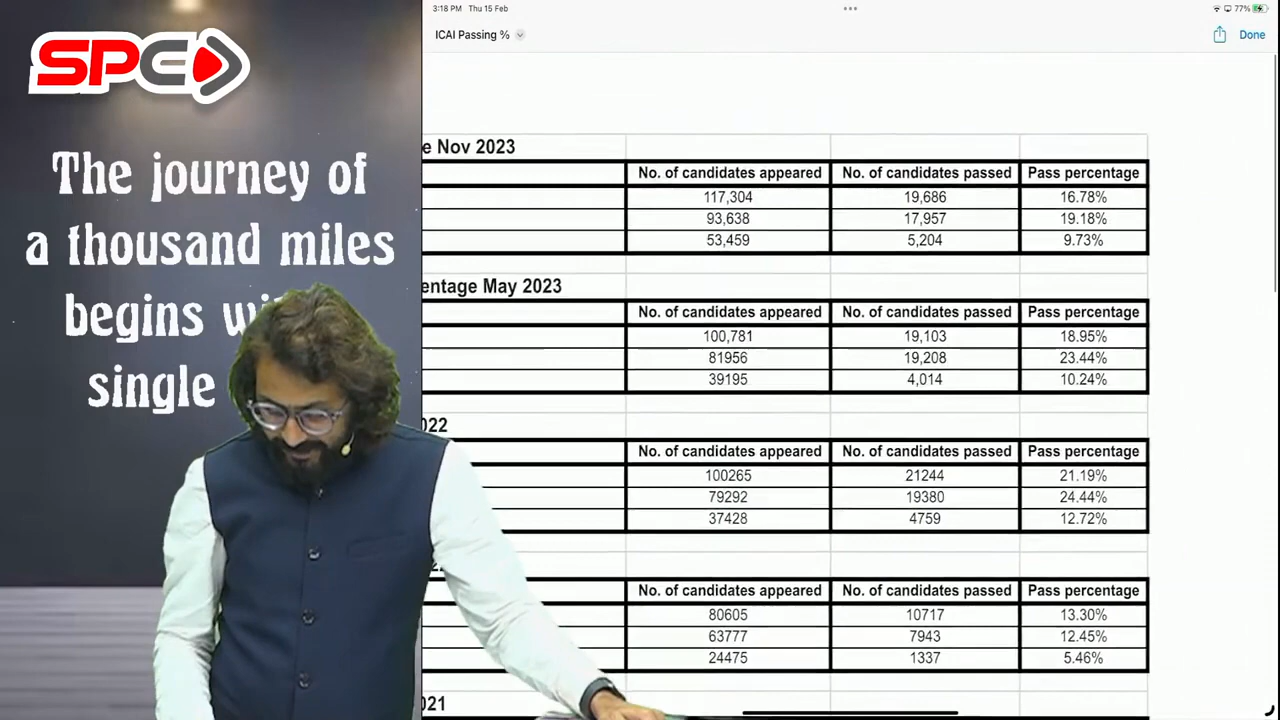 3:18 PM Thu 15 Feb
77%
ICAI Passing %
Done
SPE
The journey of
a thousand miles
begins
single
e Nov 2023
No. of candidates appeared No. of candidates passed Pass percentage
117,304 19,686 16.78%
93,638 17,957 19.18%
53,459 5,204 9.73%
entage May 2023
No. of candidates appeared No. of candidates passed Pass percentage
100,781 19,103 18.95%
81956 19,208 23.44%
39195 4,014 10.24%
022
No. of candidates appeared No. of candidates passed Pass percentage
100265 21244 21.19%
79292 19380 24.44%
37428 4759 12.72%
No. of candidates appeared No. of candidates passed Pass percentage
80605 10717 13.30%
63777 7943 12.45%
24475 1337 5.46%
021